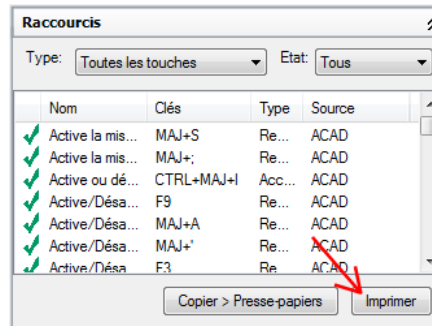 Raccourcis
Type: Toutes les touches Etat: Tous
Nom Clés Type Source
Active la mis... MAJ+S Re... ACAD
Active la mis... MAJ+; Re... ACAD
Active ou dé... CTRL+MAJ+I Acc... ACAD
Active/Désa... F9 Re... ACAD
Active/Désa... MAJ+A Re... ACAD
Active/Désa... MAJ+' Re... ACAD
Active/Désa... F3 Re... ACAD
Copier > Presse-papiers Imprimer